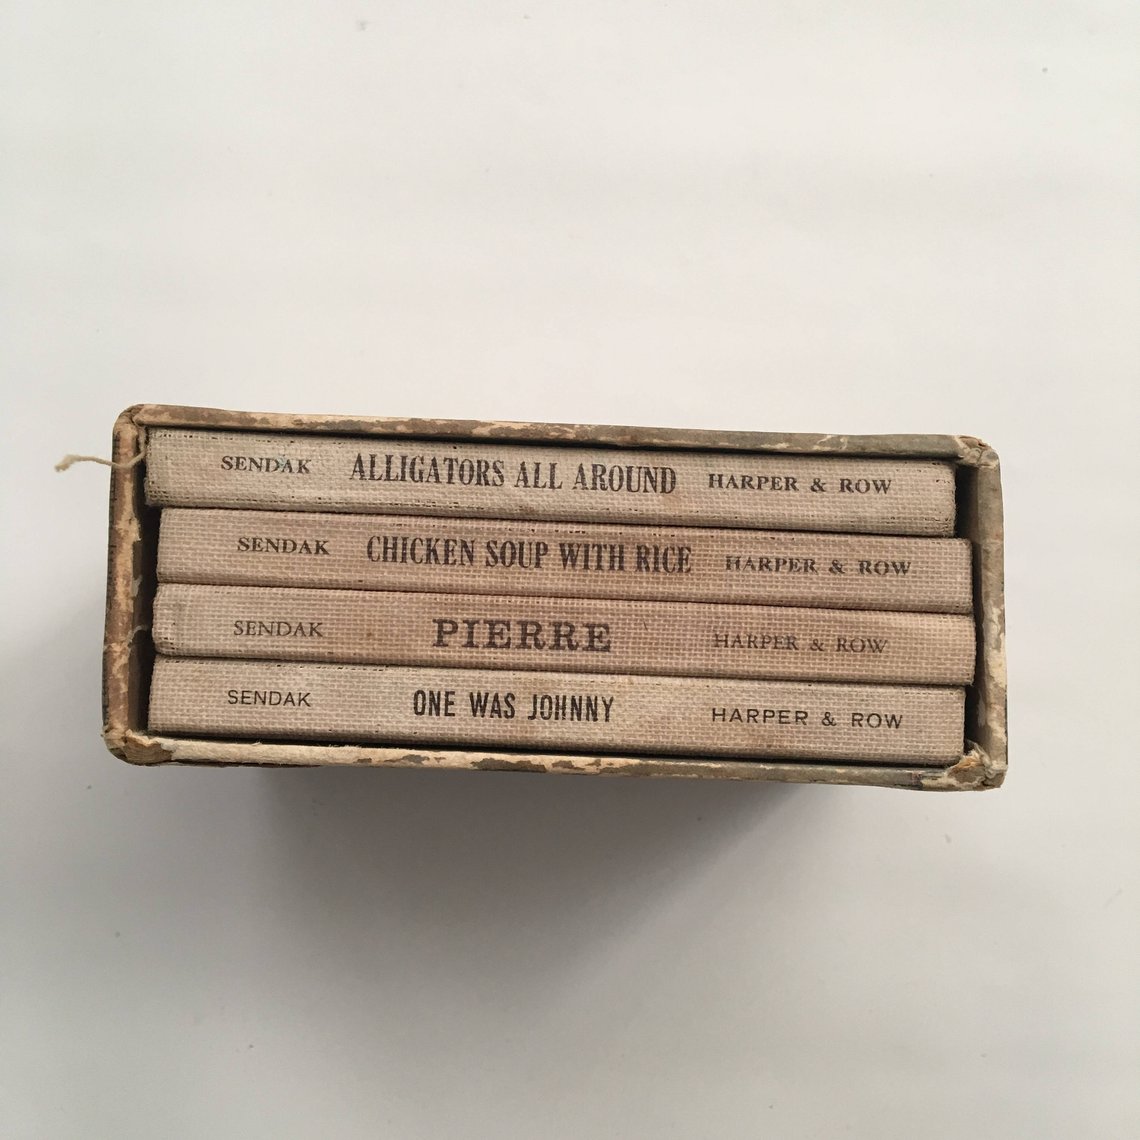 SENDAK ALLIGATORS ALL AROUND HARPER & ROW
SENDAK CHICKEN SOUP WITH RICE HARPER & ROW
SENDAK PIERRE HARPER & ROW
SENDAK ONE WAS JOHNNY HARPER & ROW